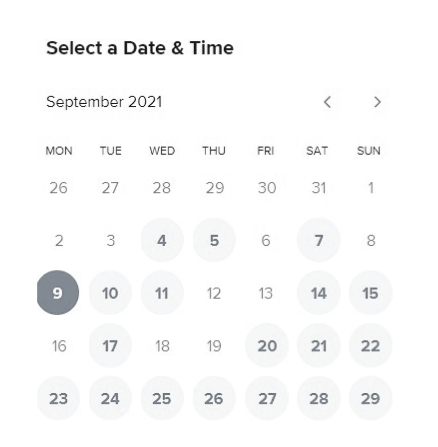 Select a Date & Time
September 2021
MON TUE WED THU FRI SAT SUN
26 27 28 29 30 31 1
2 3 4 5 6 7 8
9 10 11 12 13 14 15
16 17 18 19 20 21 22
23 24 25 26 27 28 29